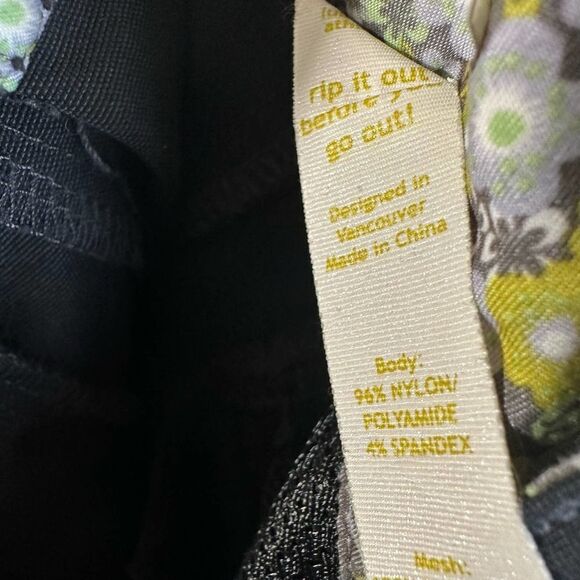 rip it out
before you
go out!
Designed in
Vancouver
Made in China
Body:
96% NYLON/
POLYAMIDE
4% SPANDEX
Mesh: